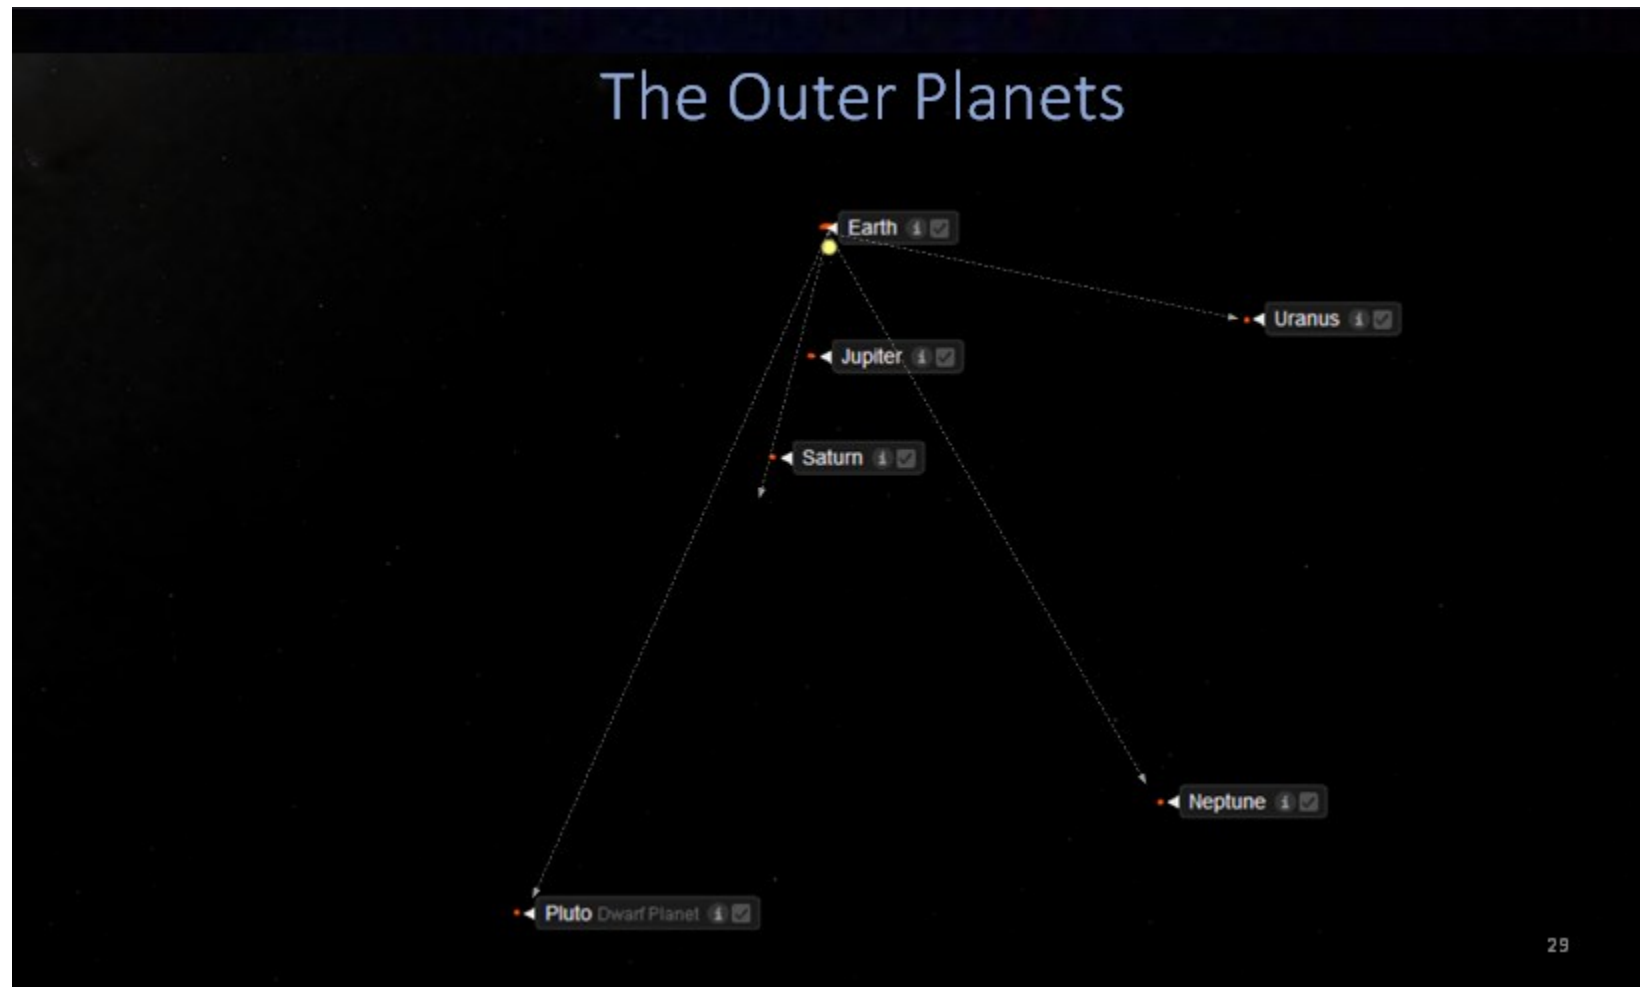 The Outer Planets
Earth i
Uranus i
Jupiter i
Saturn i
Neptune i
Pluto Dwarf Planet i
29